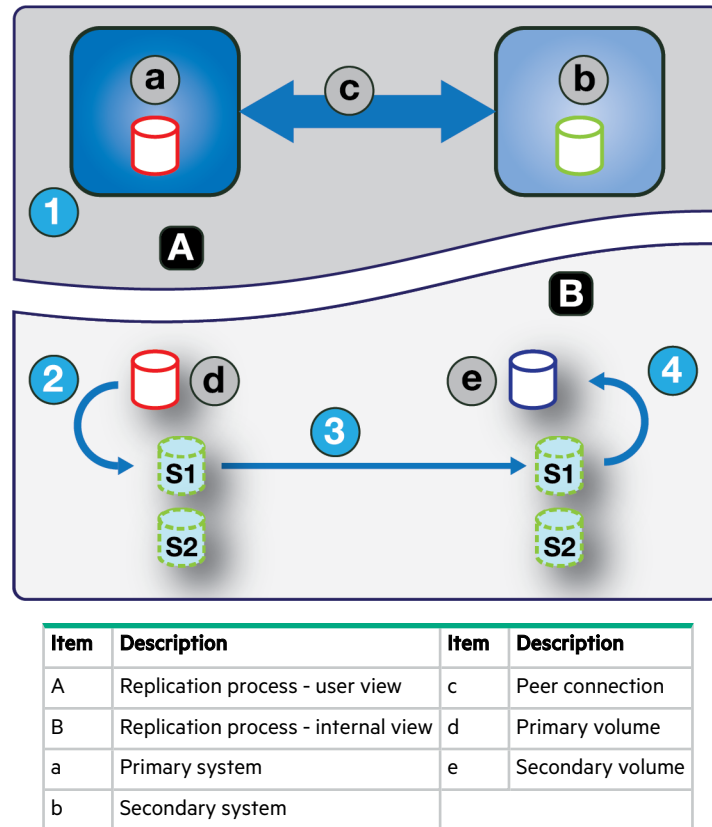 a
c
b
1
A
B
2
d
e
4
3
S1
S1
S2
S2
Item Description Item Description
A Replication process - user view c Peer connection
B Replication process - internal view d Primary volume
a Primary system e Secondary volume
b Secondary system